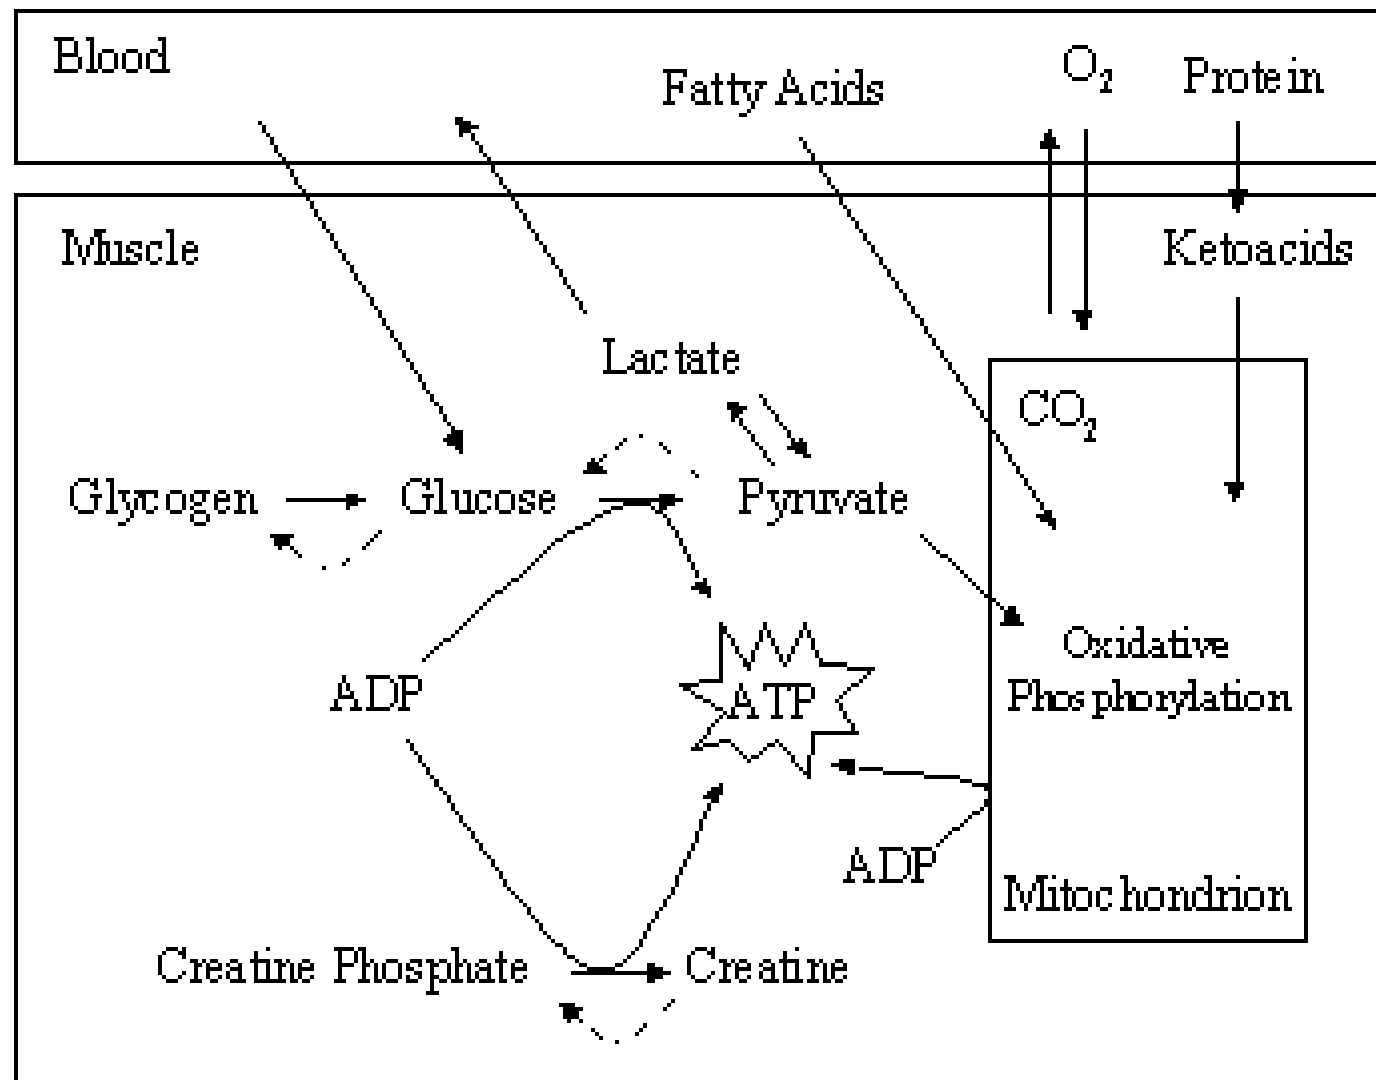 Blood
Fatty Acids
O₂
Protein
Muscle
Ketoacids
Lactate
CO₂
Glycogen
Glucose
Pyruvate
Oxidative
Phosphorylation
ADP
ATP
ADP
Mitochondrion
Creatine Phosphate
Creatine